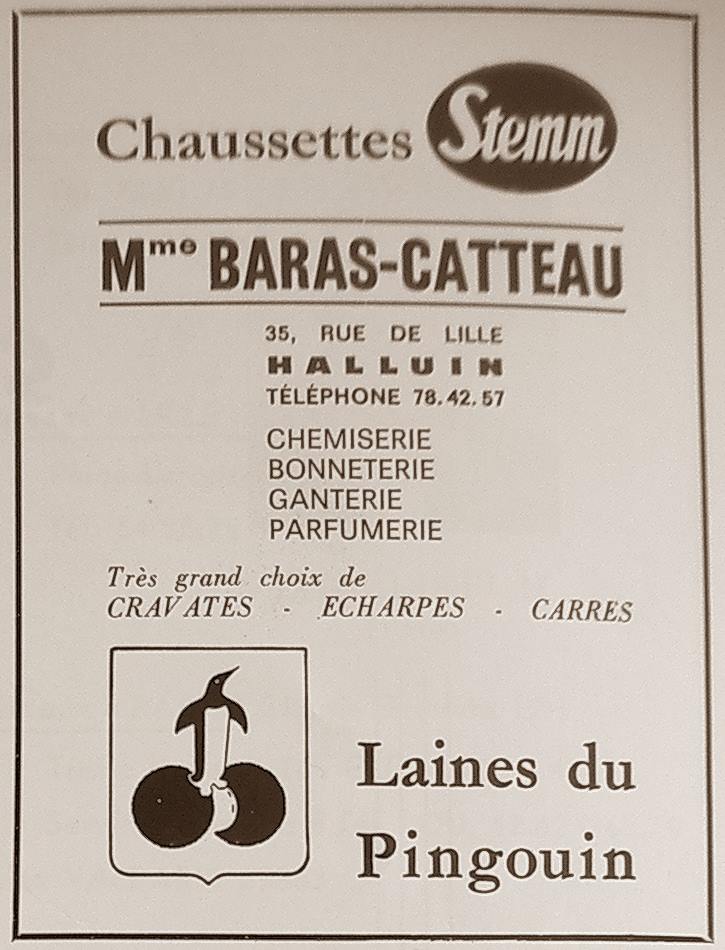 Chaussettes Stemm
Mme BARAS-CATTEAU
35, RUE DE LILLE
HALLUIN
TÉLÉPHONE 78.42.57
CHEMISERIE
BONNETERIE
GANTERIE
PARFUMERIE
Très grand choix de
CRAVATES - ECHARPES - CARRES
Laines du
Pingouin